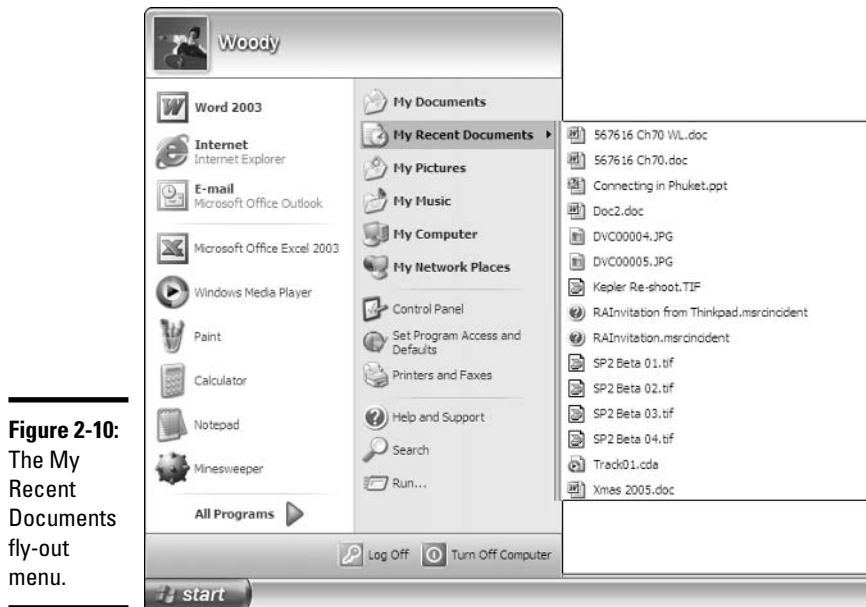 Woody
Word 2003
Internet
Internet Explorer
E-mail
Microsoft Office Outlook
Microsoft Office Excel 2003
Windows Media Player
Paint
Calculator
Notepad
Minesweeper
All Programs
My Documents
My Recent Documents
My Pictures
My Music
My Computer
My Network Places
Control Panel
Set Program Access and
Defaults
Printers and Faxes
Help and Support
Search
Run...
567616 Ch70 WL.doc
567616 Ch70.doc
Connecting in Phuket.ppt
Doc2.doc
DVC00004.JPG
DVC00005.JPG
Kepler Re-shoot.TIF
RAInvitation from Thinkpad.msrcincident
RAInvitation.msrcincident
SP2 Beta 01.tif
SP2 Beta 02.tif
SP2 Beta 03.tif
SP2 Beta 04.tif
Track01.cda
Xmas 2005.doc
Log Off
Turn Off Computer
start
Figure 2-10:
The My
Recent
Documents
fly-out
menu.